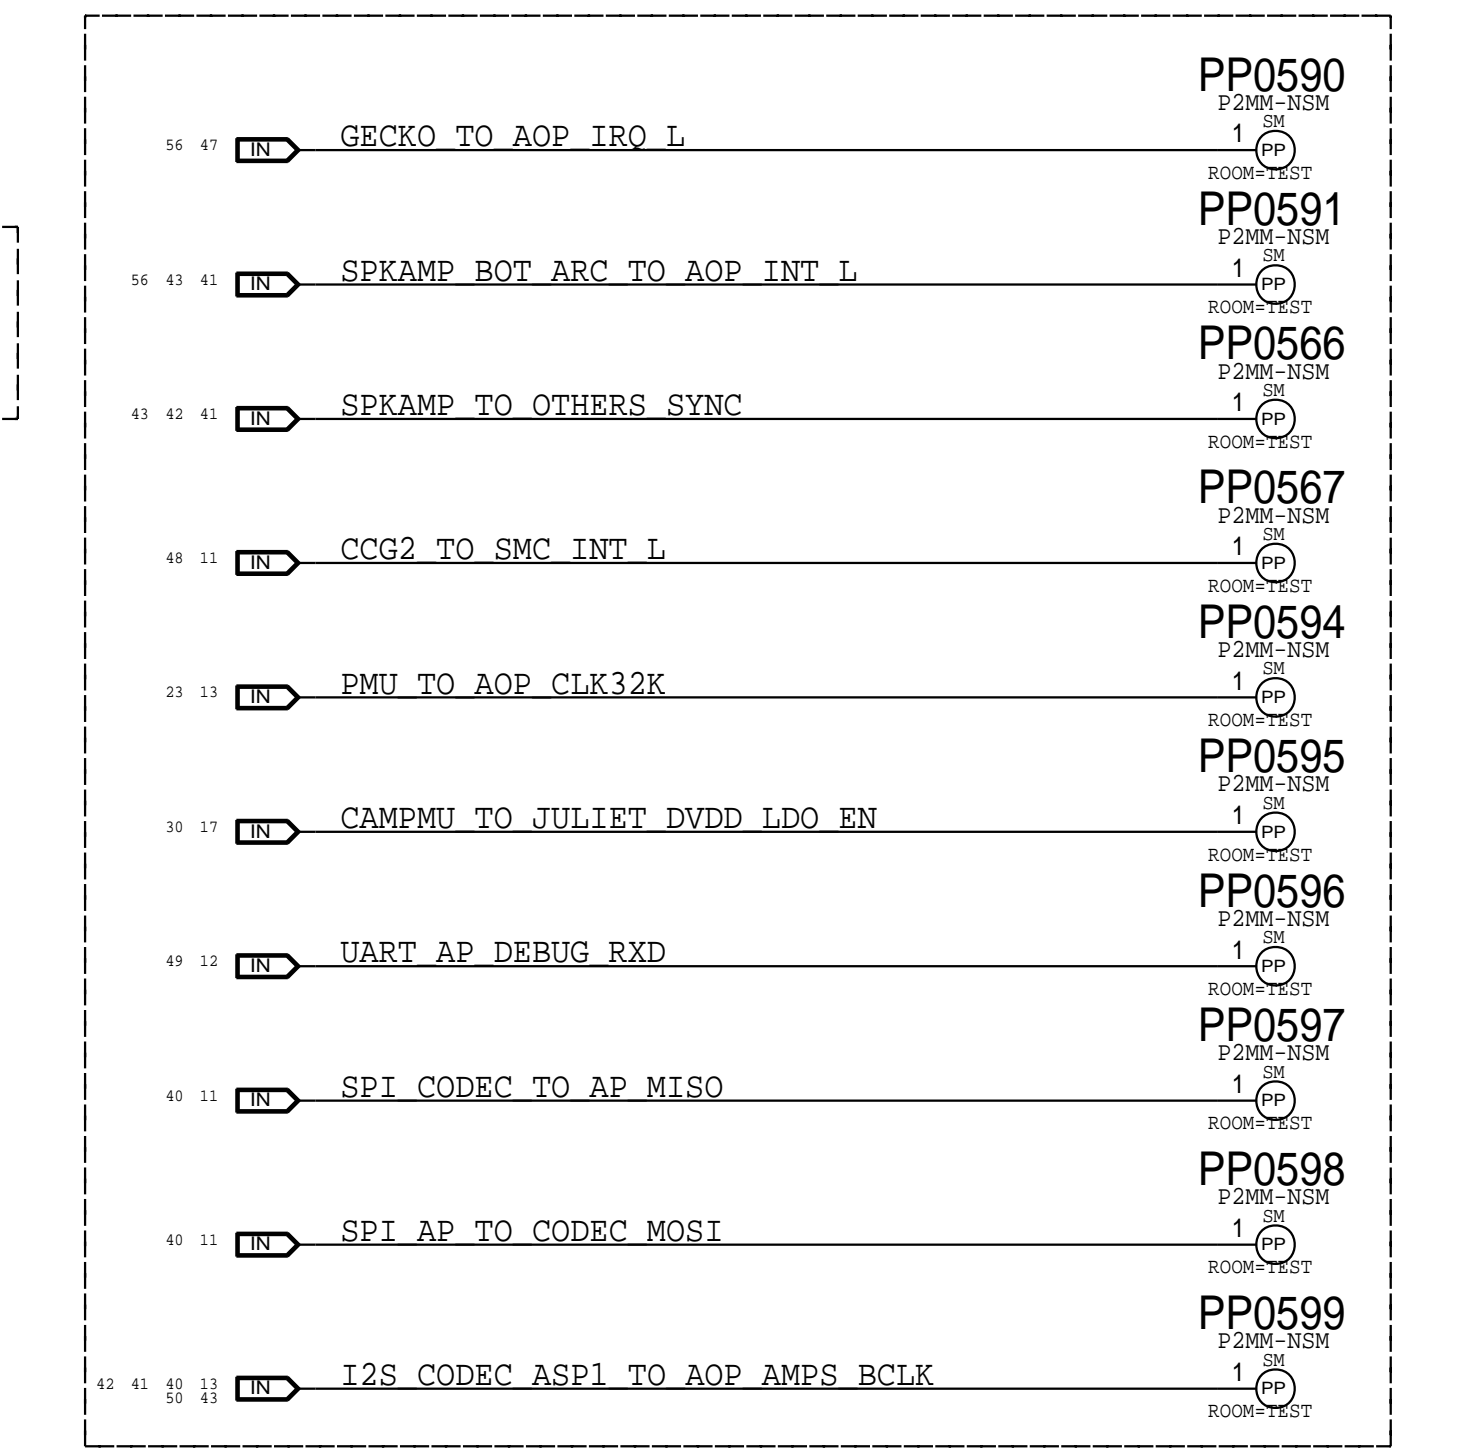 PP0590
P2MM-NSM
SM
56 47 IN GECKO_TO_AOP_IRQ_L 1 PP
ROOM=TEST
PP0591
P2MM-NSM
SM
56 43 41 IN SPKAMP_BOT_ARC_TO_AOP_INT_L 1 PP
ROOM=TEST
PP0566
P2MM-NSM
SM
43 42 41 IN SPKAMP_TO_OTHERS_SYNC 1 PP
ROOM=TEST
PP0567
P2MM-NSM
SM
48 11 IN CCG2_TO_SMC_INT_L 1 PP
ROOM=TEST
PP0594
P2MM-NSM
SM
23 13 IN PMU_TO_AOP_CLK32K 1 PP
ROOM=TEST
PP0595
P2MM-NSM
SM
30 17 IN CAMPMU_TO_JULIET_DVDD_LDO_EN 1 PP
ROOM=TEST
PP0596
P2MM-NSM
SM
49 12 IN UART_AP_DEBUG_RXD 1 PP
ROOM=TEST
PP0597
P2MM-NSM
SM
40 11 IN SPI_CODEC_TO_AP_MISO 1 PP
ROOM=TEST
PP0598
P2MM-NSM
SM
40 11 IN SPI_AP_TO_CODEC_MOSI 1 PP
ROOM=TEST
PP0599
P2MM-NSM
SM
42 41 40 13 IN I2S_CODEC_ASP1_TO_AOP_AMPS_BCLK 1 PP
50 43
ROOM=TEST